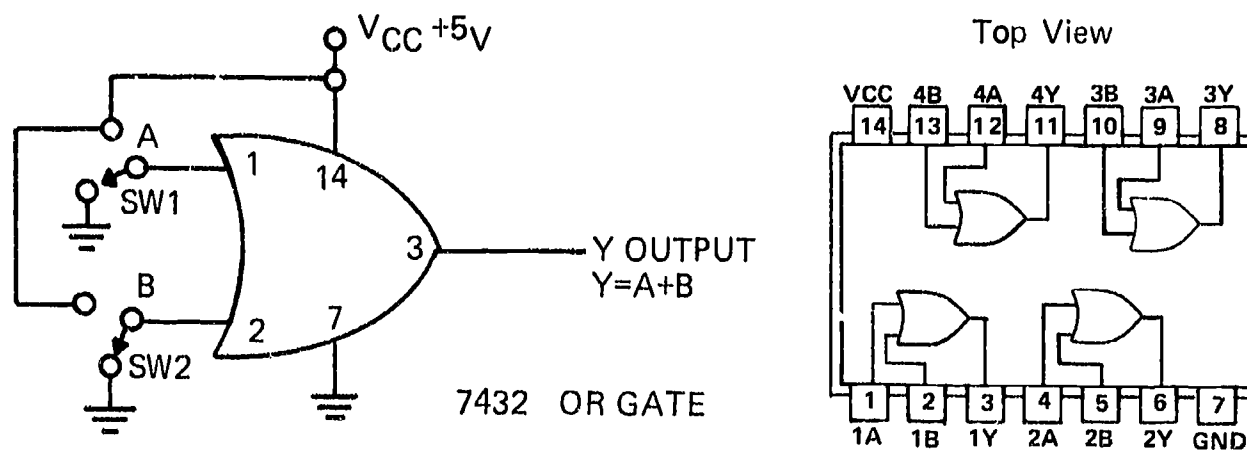 VCC +5V
A
1
14
SW1
3
Y OUTPUT
Y=A+B
B
2
7
SW2
7432 OR GATE
Top View
VCC 4B 4A 4Y 3B 3A 3Y
14 13 12 11 10 9 8
1 2 3 4 5 6 7
1A 1B 1Y 2A 2B 2Y GND